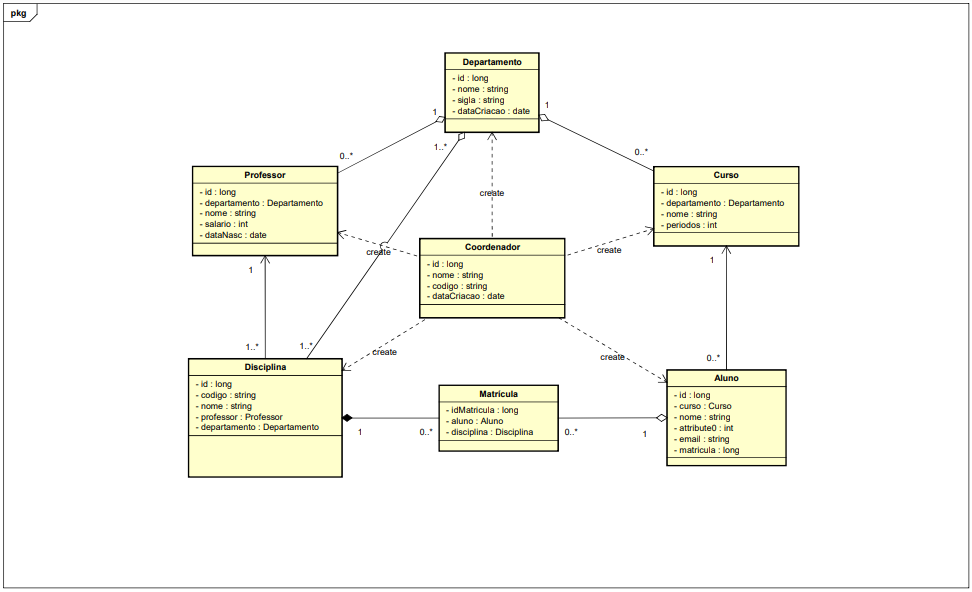 pkg
Departamento
- id : long
- nome : string
- sigla : string
- dataCriacao : date
1
1
1..*
0..*
0..*
Professor
- id : long
- departamento : Departamento
- nome : string
- salario : int
- dataNasc : date
Curso
- id : long
- departamento : Departamento
- nome : string
- periodos : int
create
create
create
Coordenador
- id : long
- nome : string
- codigo : string
- dataCriacao : date
1
1
1..*
1..*
create
create
0..*
Disciplina
- id : long
- codigo : string
- nome : string
- professor : Professor
- departamento : Departamento
Matrícula
- idMatricula : long
- aluno : Aluno
- disciplina : Disciplina
Aluno
- id : long
- curso : Curso
- nome : string
- attribute0 : int
- email : string
- matricula : long
1
0..*
0..*
1